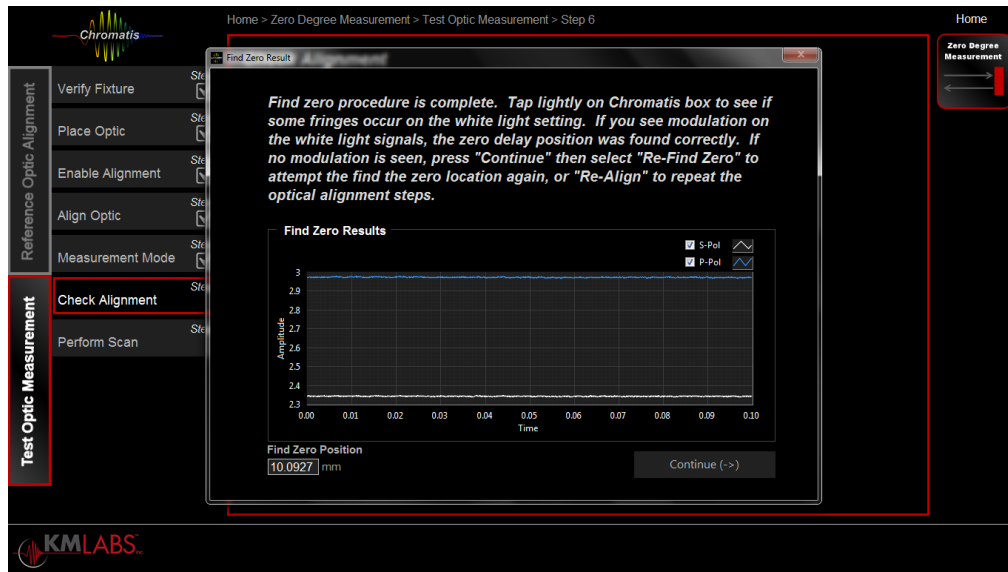 Chromatis
Home > Zero Degree Measurement > Test Optic Measurement > Step 6
Home
Zero Degree
Measurement
Reference Optic Alignment
Test Optic Measurement
Verify Fixture
Place Optic
Enable Alignment
Align Optic
Measurement Mode
Check Alignment
Perform Scan
Find Zero Result
Alignment
Find zero procedure is complete. Tap lightly on Chromatis box to see if
some fringes occur on the white light setting. If you see modulation on
the white light signals, the zero delay position was found correctly. If
no modulation is seen, press "Continue" then select "Re-Find Zero" to
attempt the find the zero location again, or "Re-Align" to repeat the
optical alignment steps.
Find Zero Results
S-Pol
P-Pol
Amplitude
3
2.9
2.8
2.7
2.6
2.5
2.4
2.3
0.00 0.01 0.02 0.03 0.04 0.05 0.06 0.07 0.08 0.09 0.10
Time
Find Zero Position
10.0927 mm
Continue (->)
KMLABS Inc.